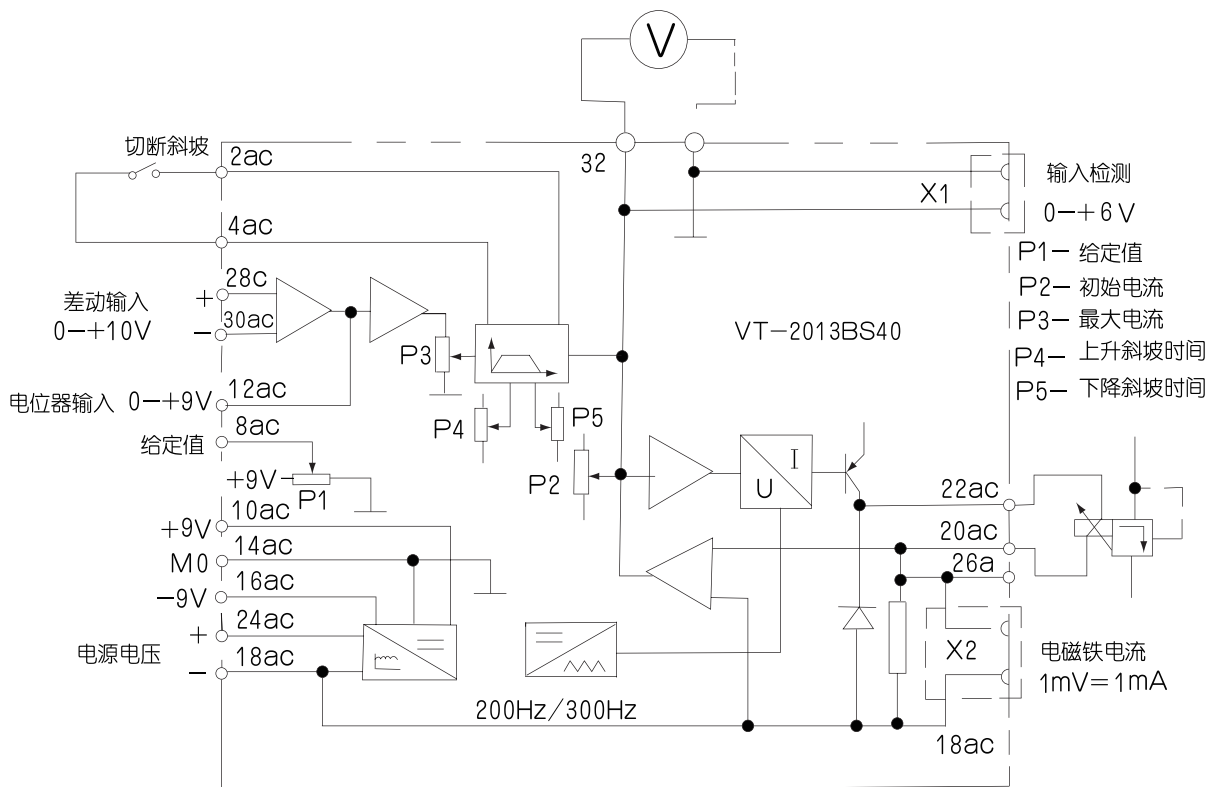 V
切断斜坡
2ac
32
4ac
X1
输入检测
0—+6V
28c
+
差动输入
0—+10V
30ac
—
P3
VT-2013BS40
P1— 给定值
P2— 初始电流
P3— 最大电流
P4— 上升斜坡时间
P5— 下降斜坡时间
电位器输入 0—+9V
12ac
P4
P5
8ac
给定值
+9V
P1
P2
I
U
10ac
+9V
14ac
M0
16ac
-9V
24ac
+
电源电压
18ac
—
22ac
20ac
26a
X2
电磁铁电流
1mV=1mA
200Hz/300Hz
18ac